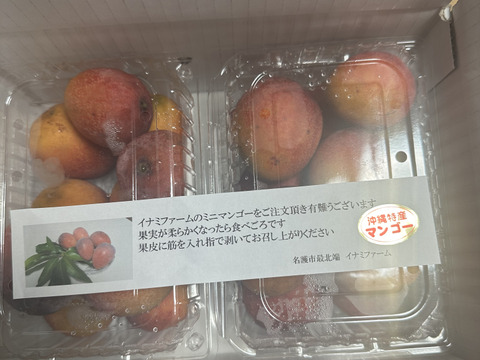 イナミファームのミニマンゴーをご注文頂き有難うございます
果実が柔らかくなったら食べごろです
果皮に筋を入れ指で剥いてお召し上がりください
沖縄特産
マンゴー
名護市最北端 イナミファーム